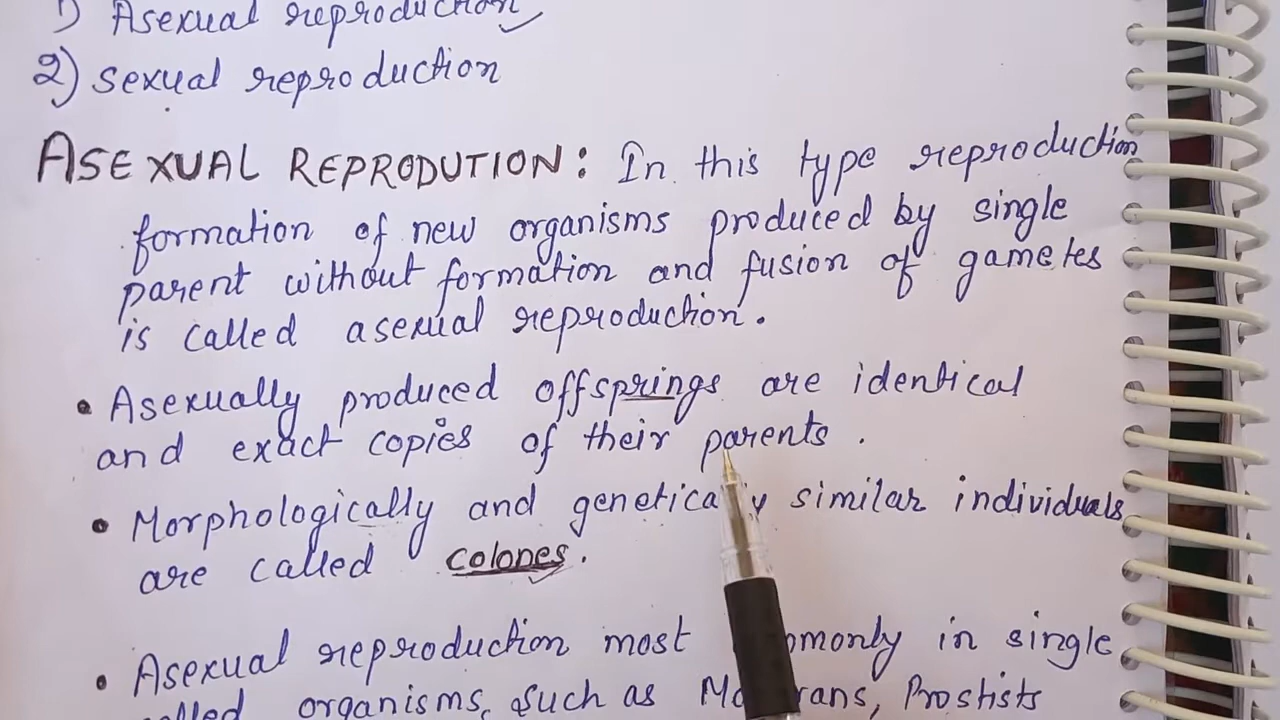 1) Asexual reproduction
2) sexual reproduction
ASEXUAL REPRODUTION: In this type reproduction
formation of new organisms produced by single
parent without formation and fusion of gametes
is called asexual reproduction.
• Asexually produced offsprings are identical
and exact copies of their parents.
• Morphologically and genetically similar individuals
are called colones.
• Asexual reproduction most in single
organisms, such as Prostists